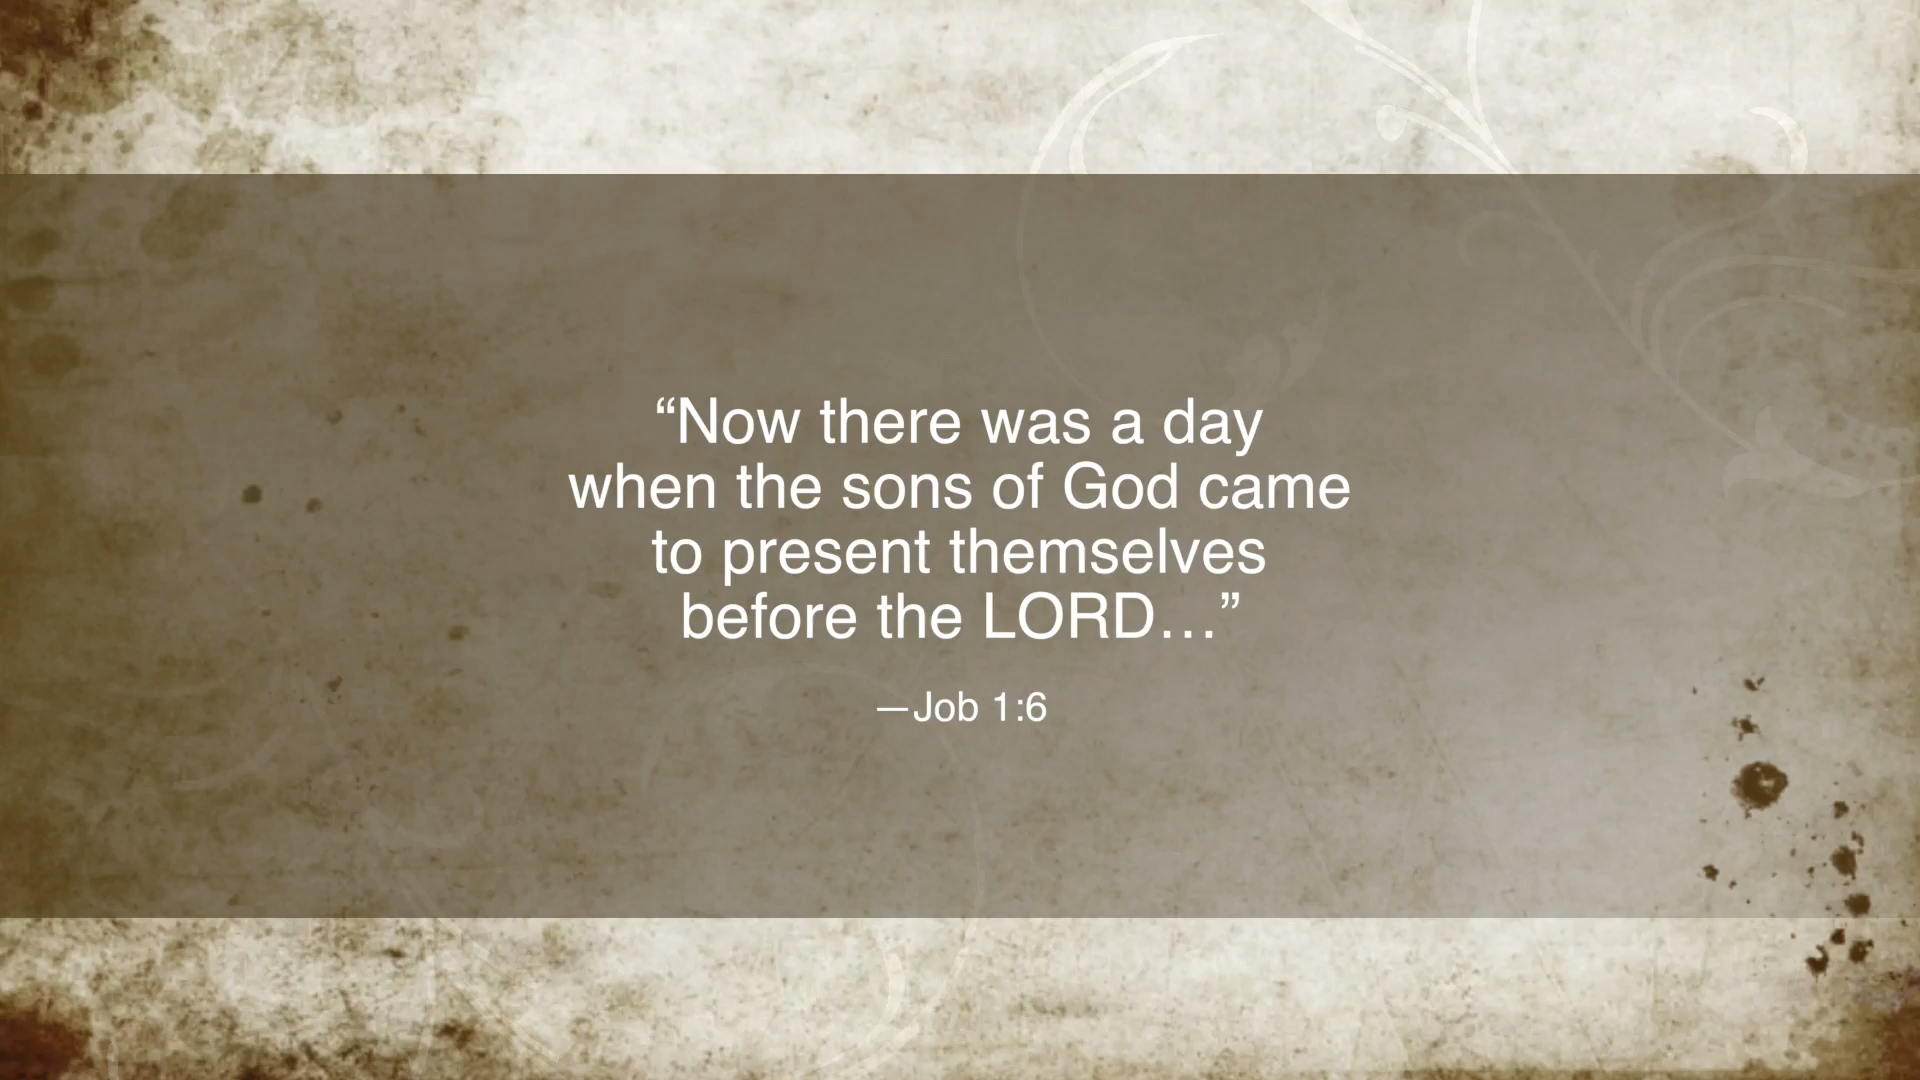 “Now there was a day
when the sons of God came
to present themselves
before the LORD…”
—Job 1:6